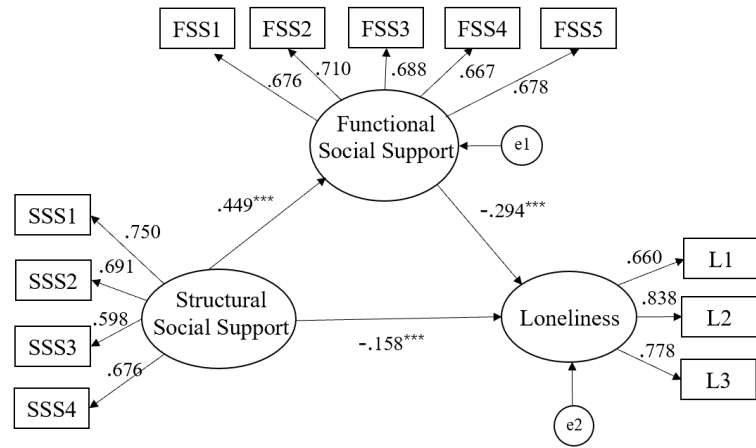 FSS1
FSS2
FSS3
FSS4
FSS5
.676
.710
.688
.667
.678
Functional
Social Support
e1
.449***
-.294***
SSS1
SSS2
SSS3
SSS4
.750
.691
.598
.676
Structural
Social Support
-.158***
Loneliness
.660
.838
.778
L1
L2
L3
e2